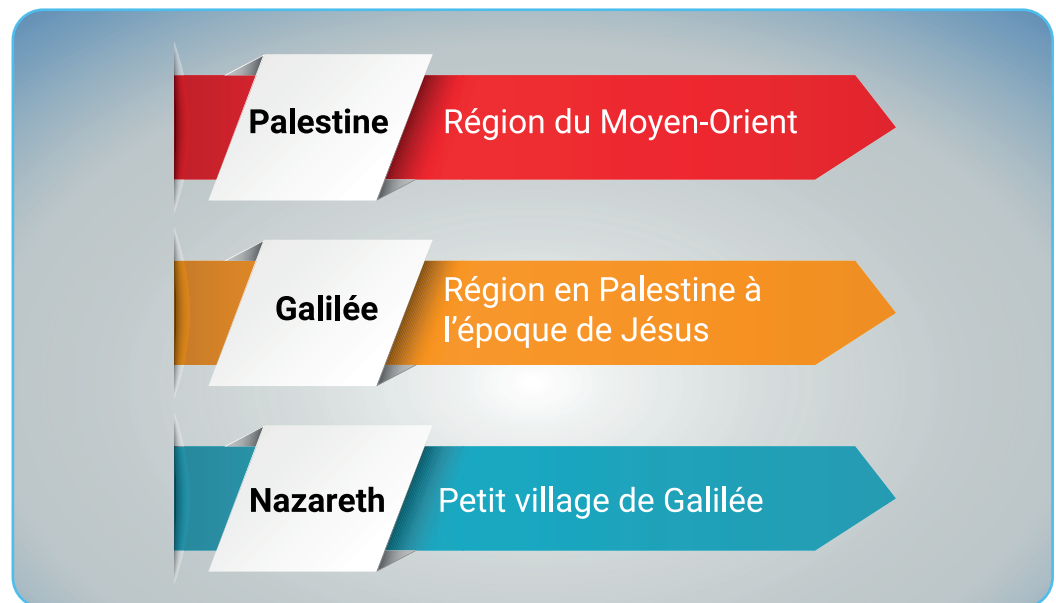 Palestine
Région du Moyen-Orient
Galilée
Région en Palestine à
l'époque de Jésus
Nazareth
Petit village de Galilée